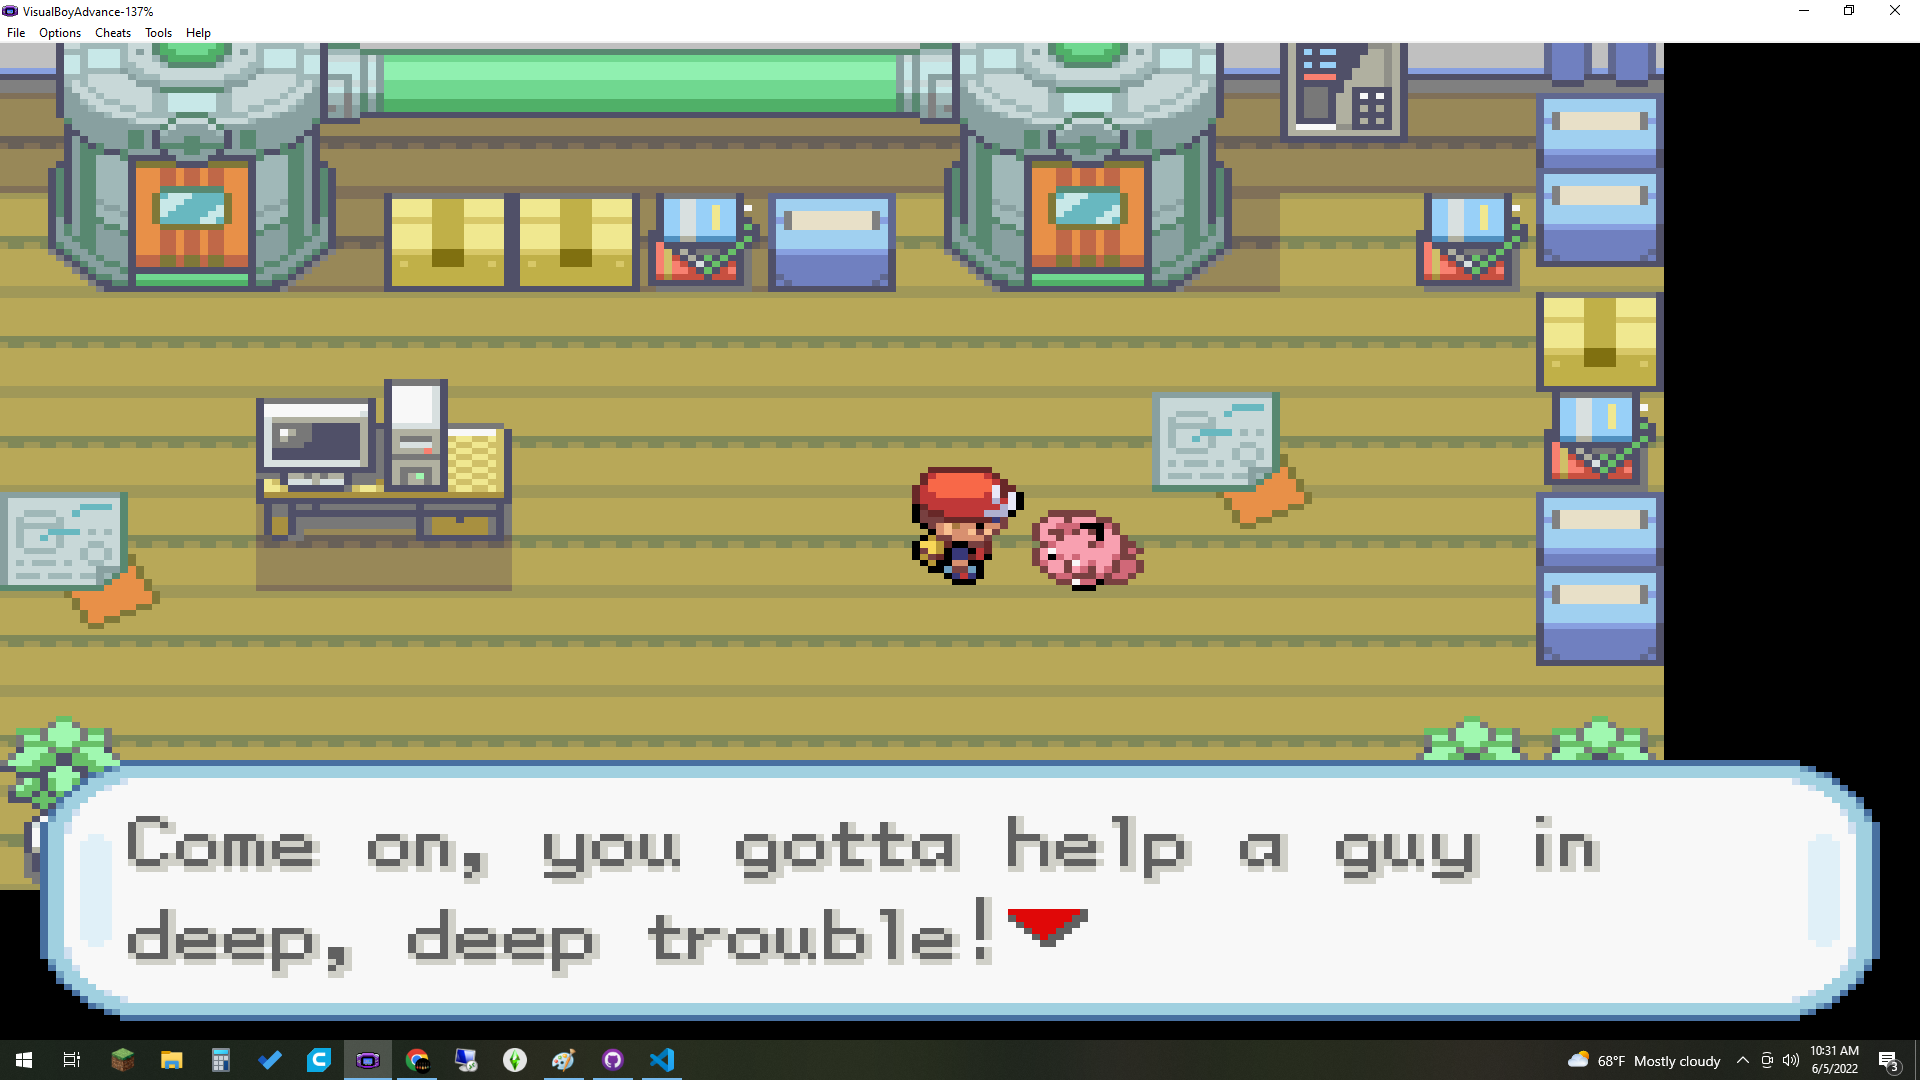 VisualBoyAdvance-137%
File Options Cheats Tools Help
Come on, you gotta help a guy in
deep, deep trouble!
68°F Mostly cloudy
10:31 AM
6/5/2022
3